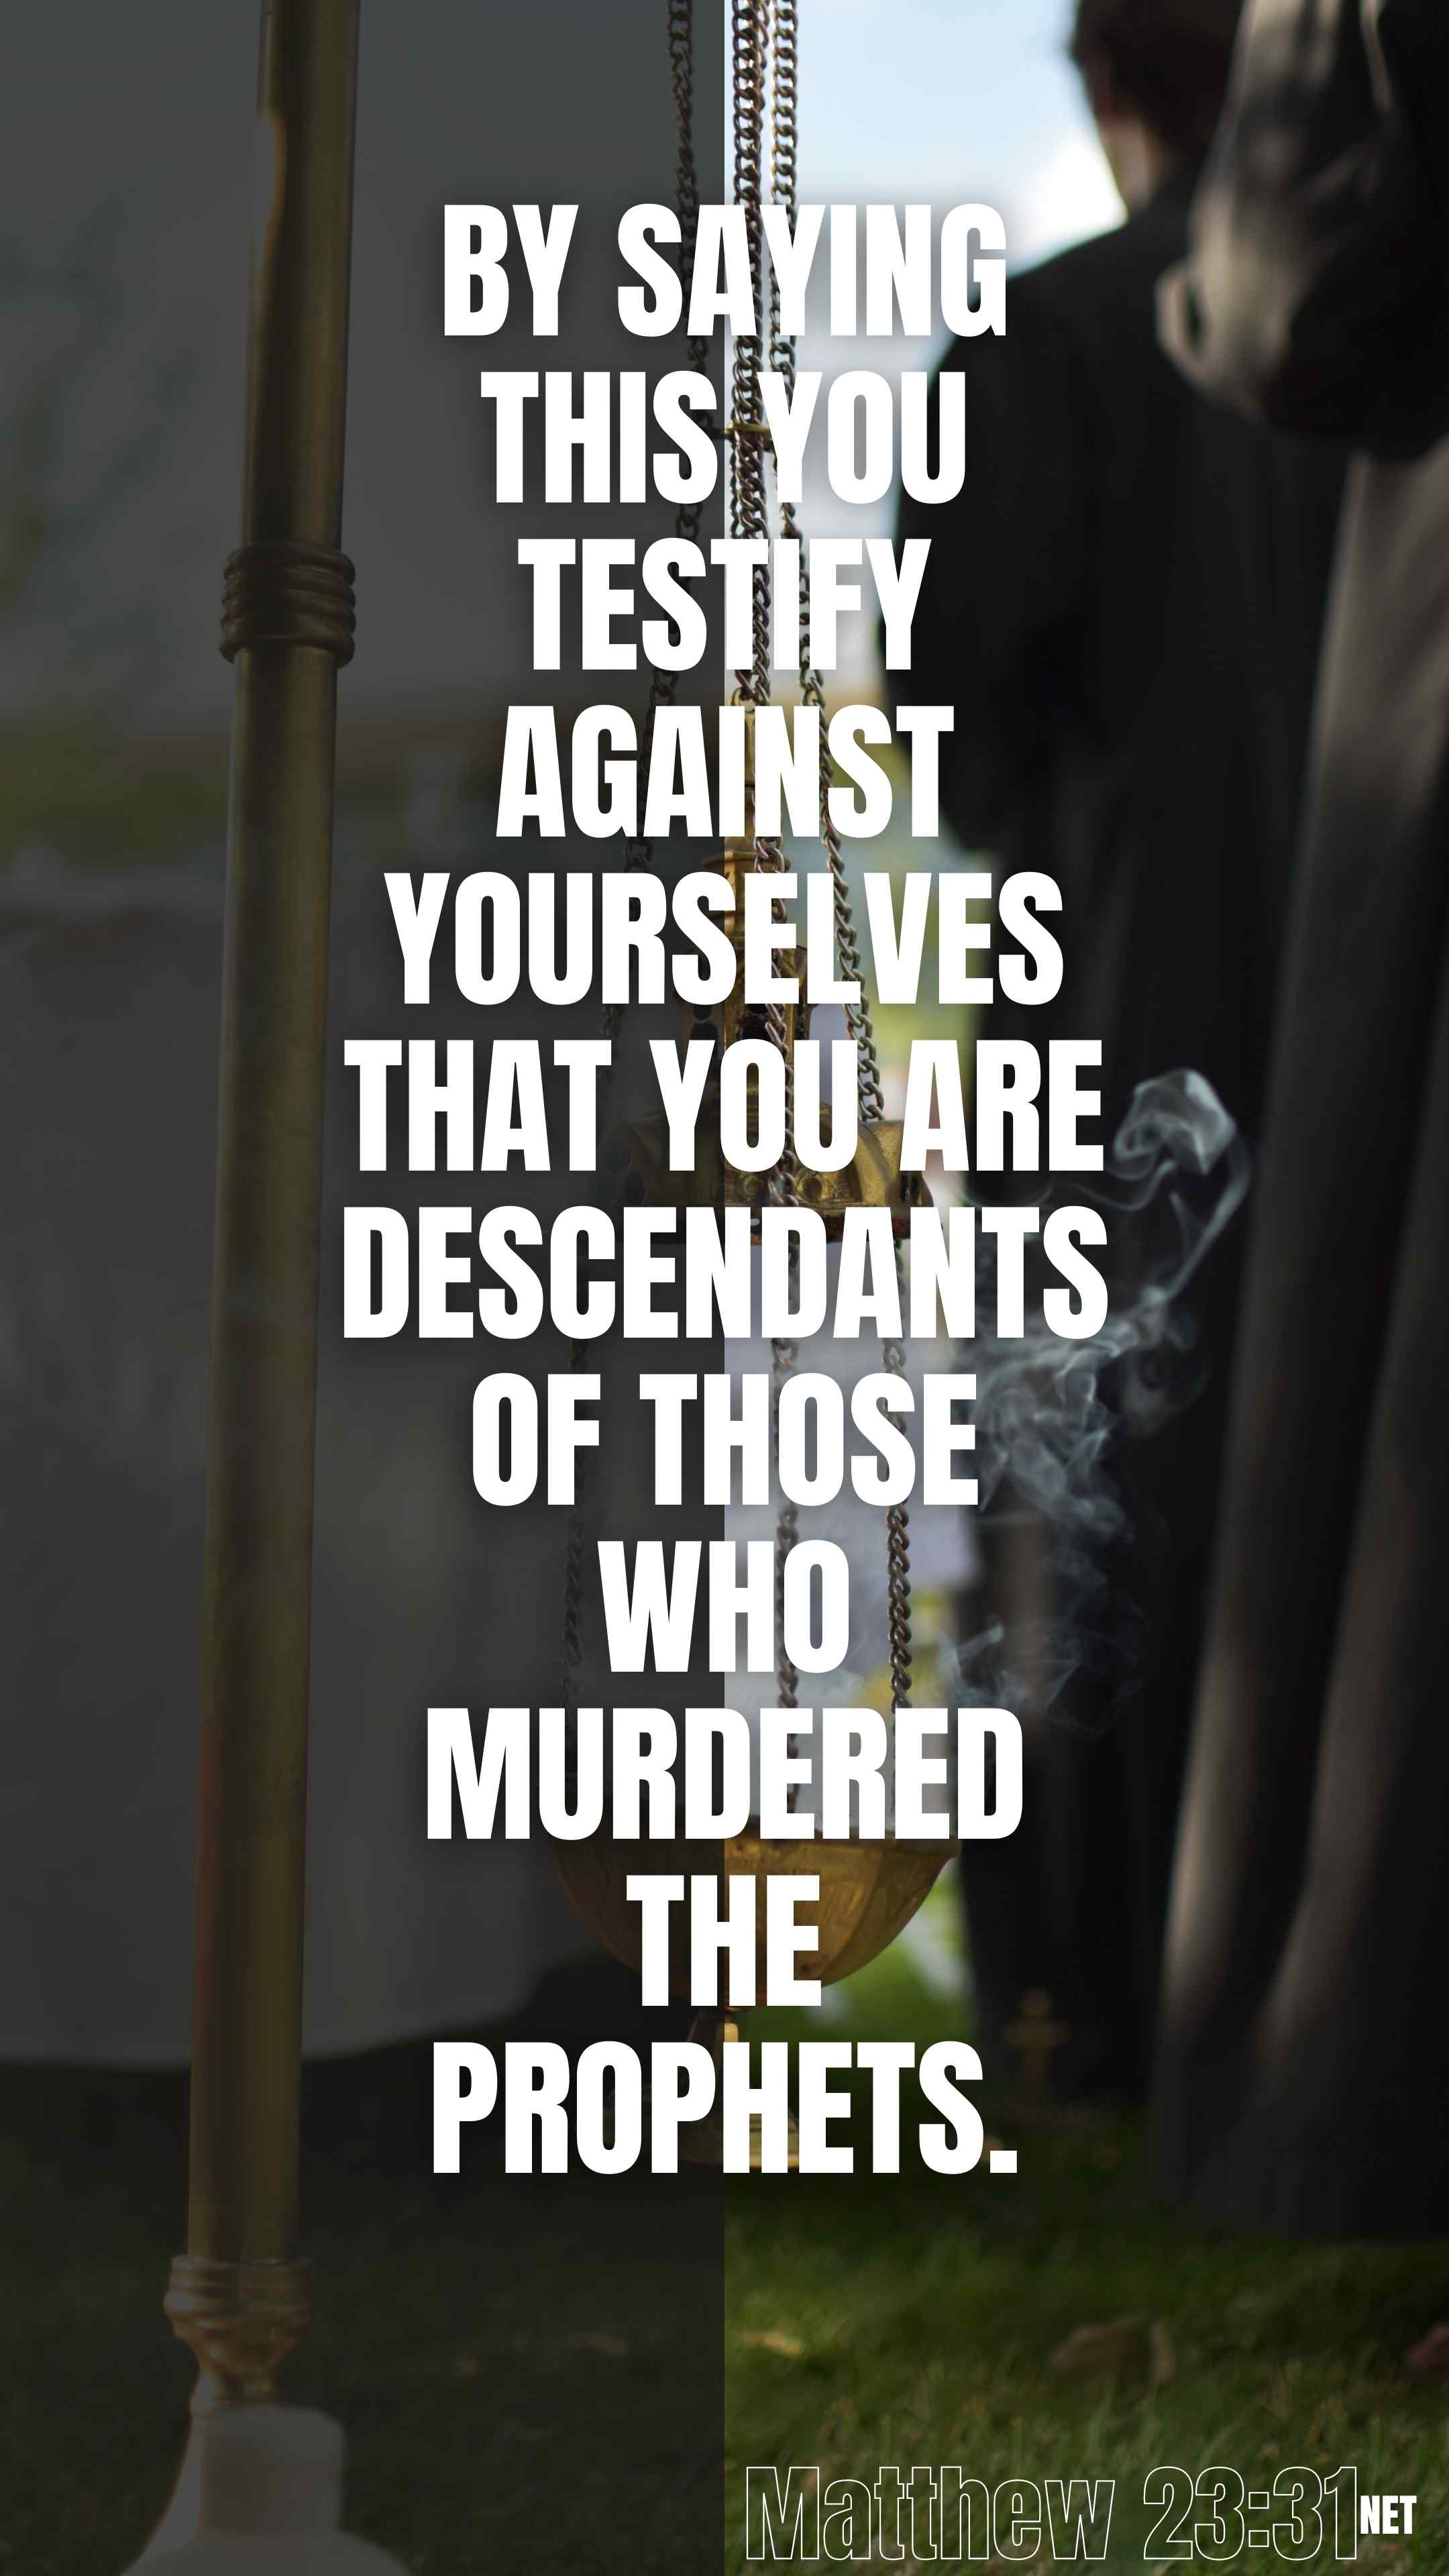 BY SAYING
THIS YOU
TESTIFY
AGAINST
YOURSELVES
THAT YOU ARE
DESCENDANTS
OF THOSE
WHO
MURDERED
THE
PROPHETS.
Matthew 23:31 NET